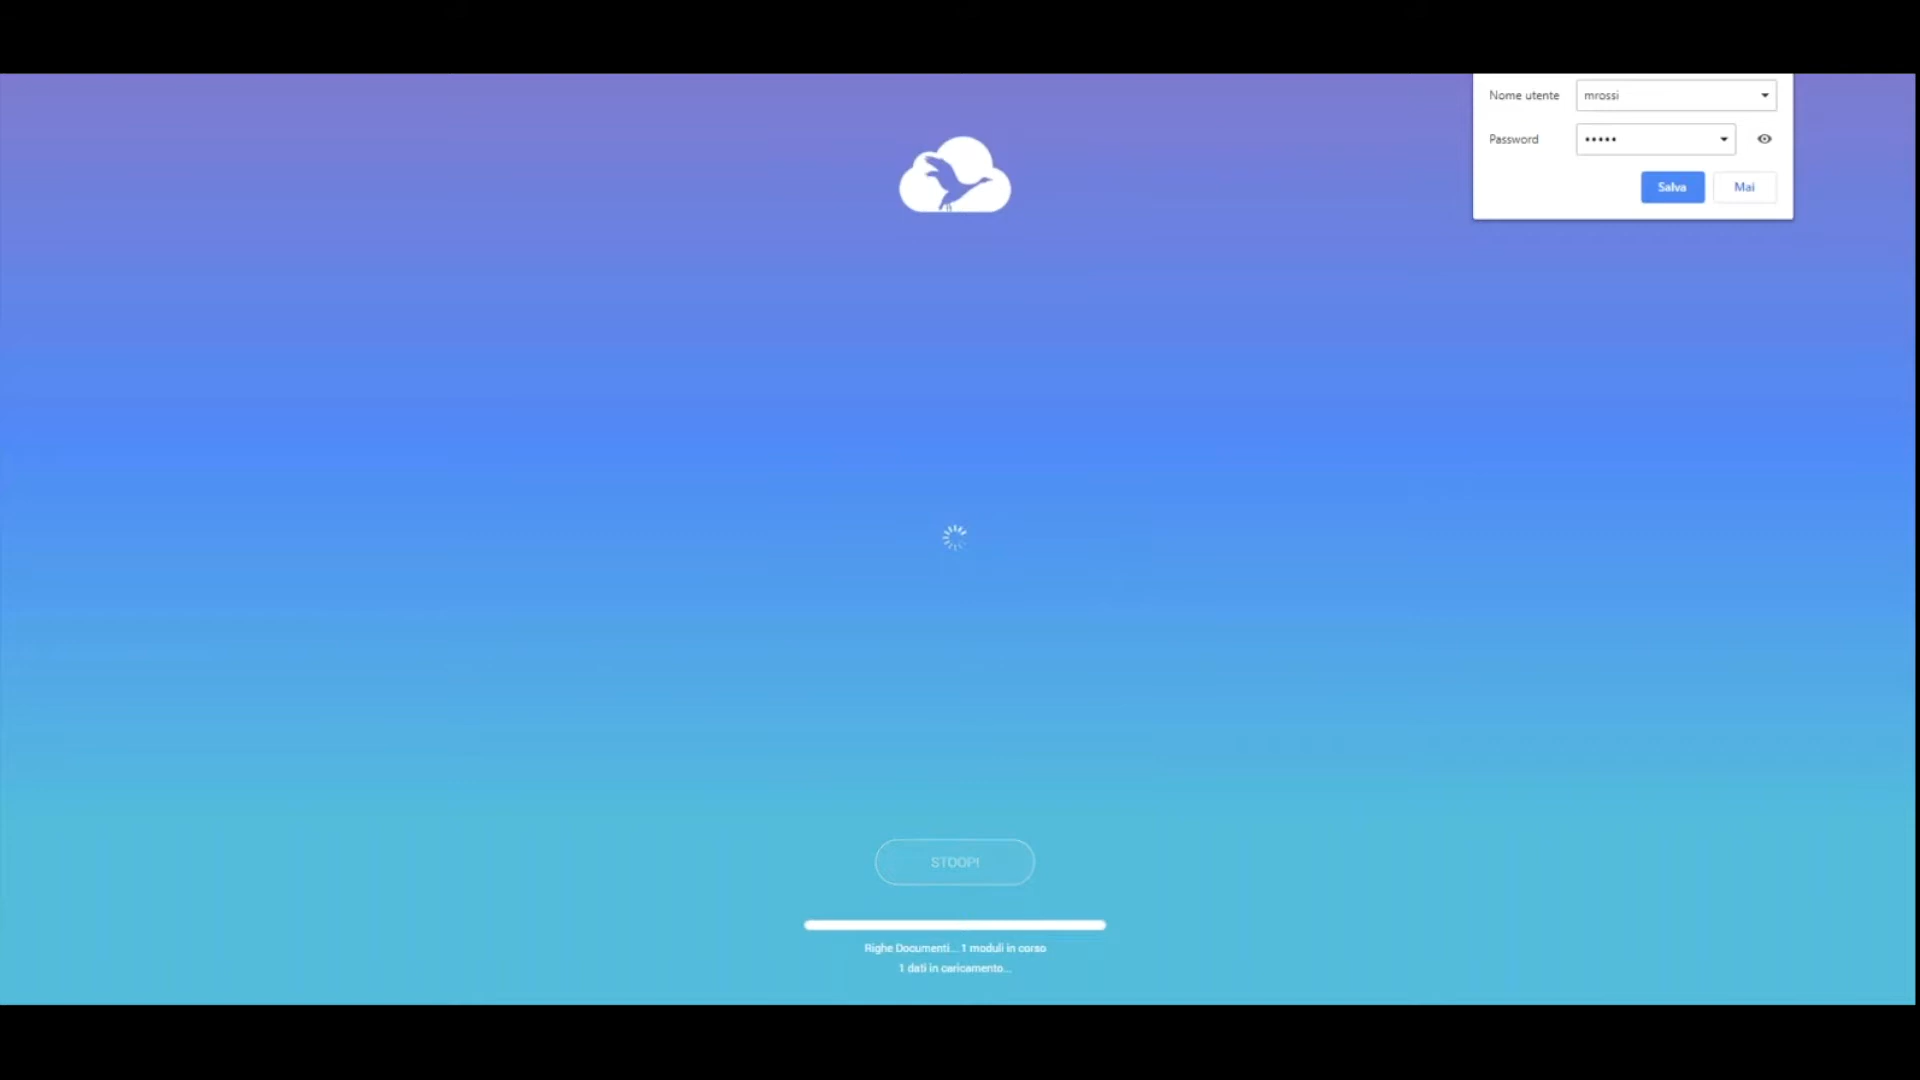 Nome utente mrossi
Password •••••
Salva Mai
STOOP!
Righe Documenti... 1 moduli in corso
1 dati in caricamento...